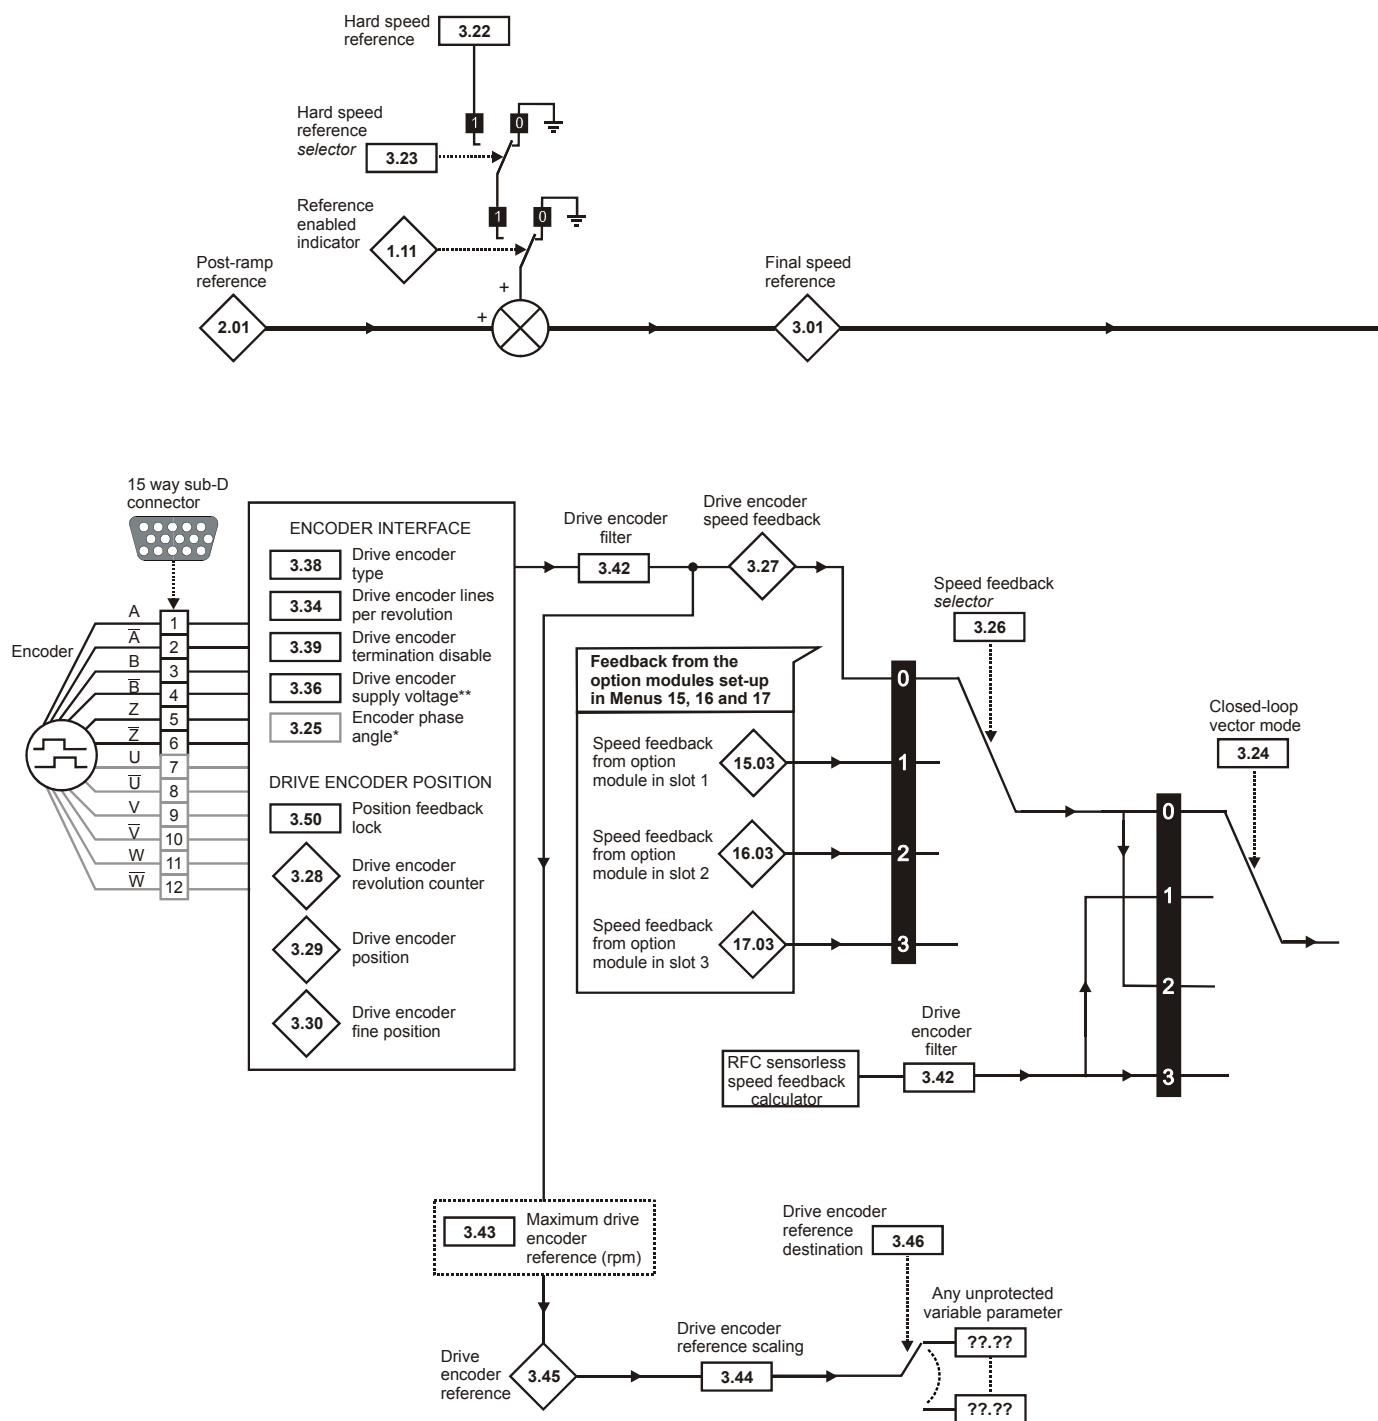 Hard speed
reference
3.22
Hard speed
reference
selector
3.23
1
0
Reference
enabled
indicator
1.11
1
0
Post-ramp
reference
2.01
+
+
Final speed
reference
3.01
15 way sub-D
connector
Encoder
A
A̅
B
B̅
Z
Z̅
U
U̅
V
V̅
W
W̅
1
2
3
4
5
6
7
8
9
10
11
12
ENCODER INTERFACE
3.38
Drive encoder
type
3.34
Drive encoder lines
per revolution
3.39
Drive encoder
termination disable
3.36
Drive encoder
supply voltage**
3.25
Encoder phase
angle*
DRIVE ENCODER POSITION
3.50
Position feedback
lock
3.28
Drive encoder
revolution counter
3.29
Drive encoder
position
3.30
Drive encoder
fine position
Drive encoder
filter
3.42
Drive encoder
speed feedback
3.27
Feedback from the
option modules set-up
in Menus 15, 16 and 17
Speed feedback
from option
module in slot 1
15.03
Speed feedback
from option
module in slot 2
16.03
Speed feedback
from option
module in slot 3
17.03
0
1
2
3
Speed feedback
selector
3.26
Closed-loop
vector mode
3.24
0
1
2
3
RFC sensorless
speed feedback
calculator
Drive
encoder
filter
3.42
3.43
Maximum drive
encoder
reference (rpm)
Drive
encoder
reference
3.45
Drive encoder
reference scaling
3.44
Drive encoder
reference
destination
3.46
Any unprotected
variable parameter
??.??
??.??